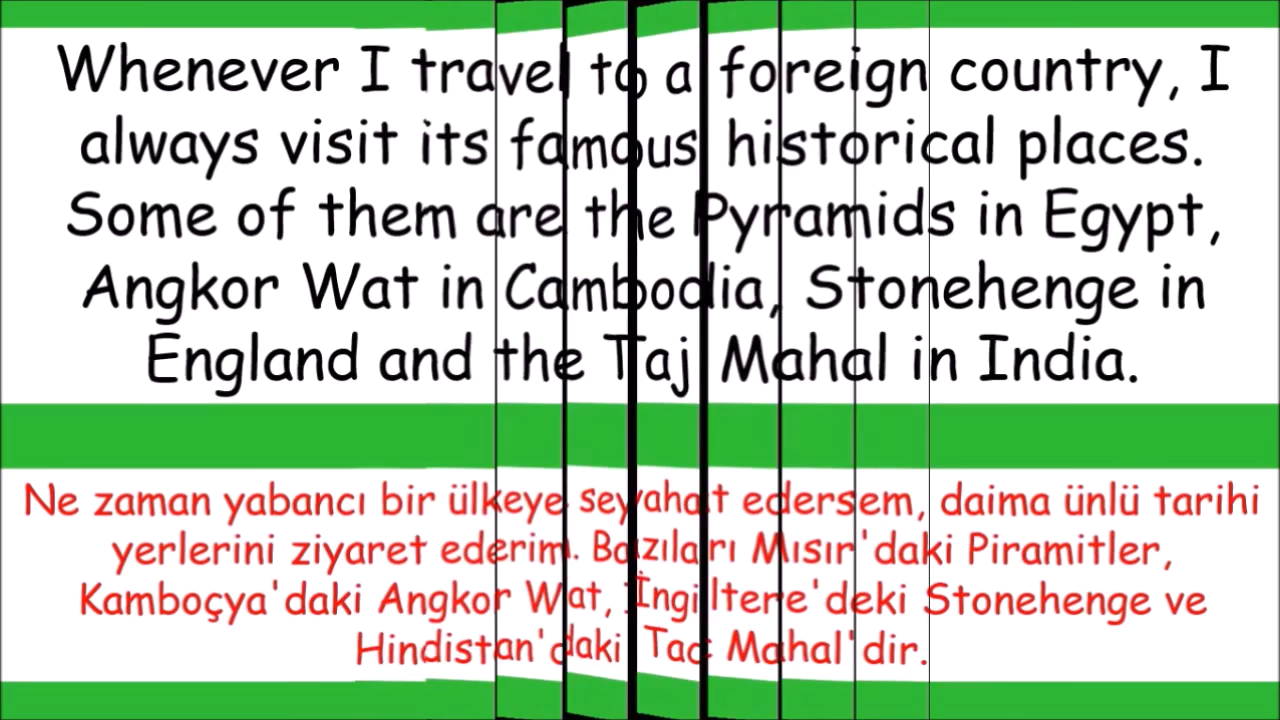 Whenever I travel to a foreign country, I
always visit its famous historical places.
Some of them are the Pyramids in Egypt,
Angkor Wat in Cambodia, Stonehenge in
England and the Taj Mahal in India.
Ne zaman yabancı bir ülkeye seyahat edersem, daima ünlü tarihi
yerlerini ziyaret ederim. Bazıları Mısır'daki Piramitler,
Kamboçya'daki Angkor Wat, İngiltere'deki Stonehenge ve
Hindistan'daki Tac Mahal'dir.